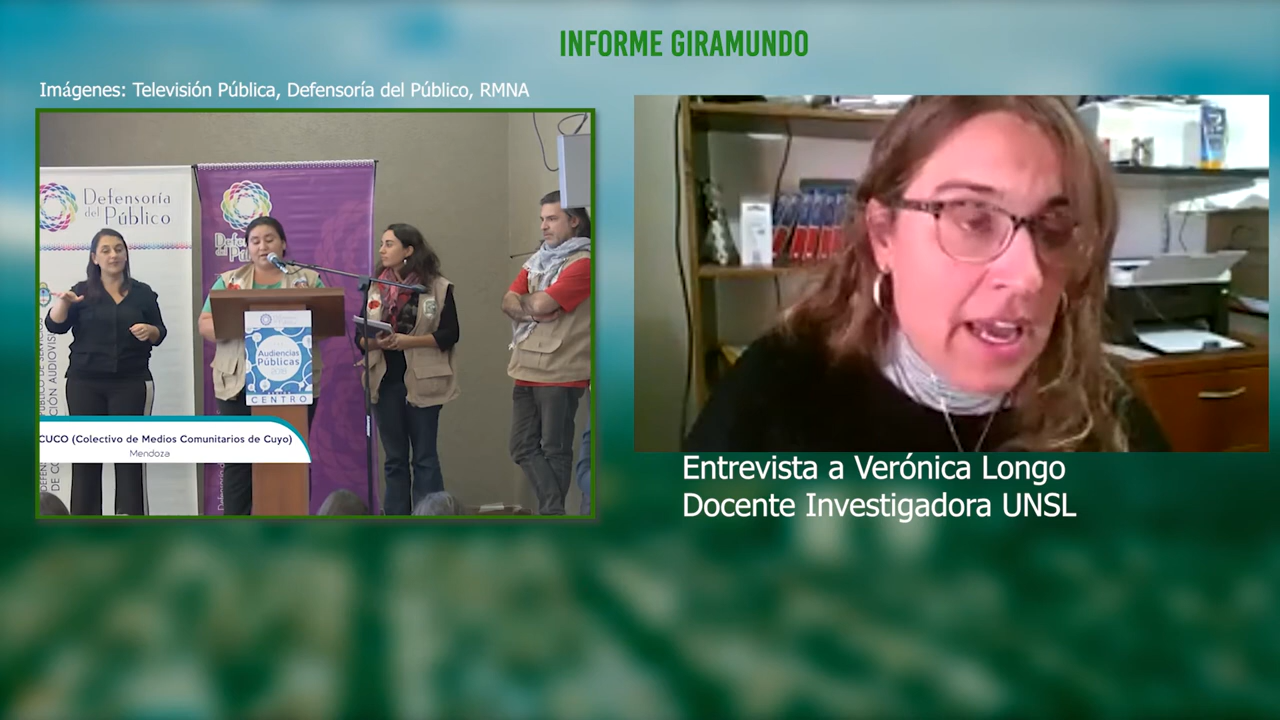 INFORME GIRAMUNDO
Imágenes: Televisión Pública, Defensoría del Público, RMNA
Defensoría
del Público
Audiencias
Públicas
CENTRO
CUCO (Colectivo de Medios Comunitarios de Cuyo)
Mendoza
Entrevista a Verónica Longo
Docente Investigadora UNSL